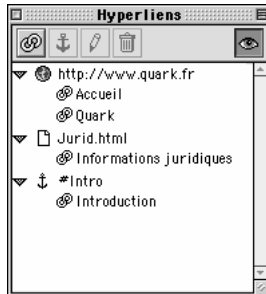 Hyperliens
http://www.quark.fr
Accueil
Quark
Jurid.html
Informations juridiques
#Intro
Introduction